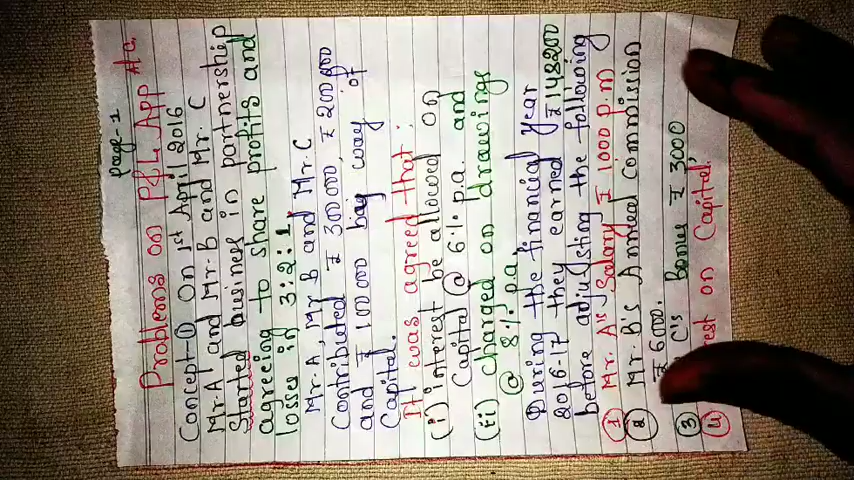 Page-1
Problems on P&L App A/c.
Concept-① On 1st April 2016
Mr.A and Mr.B and Mr. C
Started business in partnership
agreeing to share profits and
losses in 3:2:1.
Mr.A, Mr B and Mr.C
Contributed ₹ 300000, ₹ 200000
and ₹ 100000 bay way of
Capital.
It was agreed that:
(i) interest be allowed on
Capital @ 6% p.a. and
(ii) charged on drawings
@ 8% p.a.
During the financial year
2016-17 they earned ₹148200
before adjusting the following
① Mr. A's Salary ₹ 1000 p.m
② Mr. B's Annual commission
₹ 6000.
③ C's Bonus ₹ 3000
④ rest on Capital.